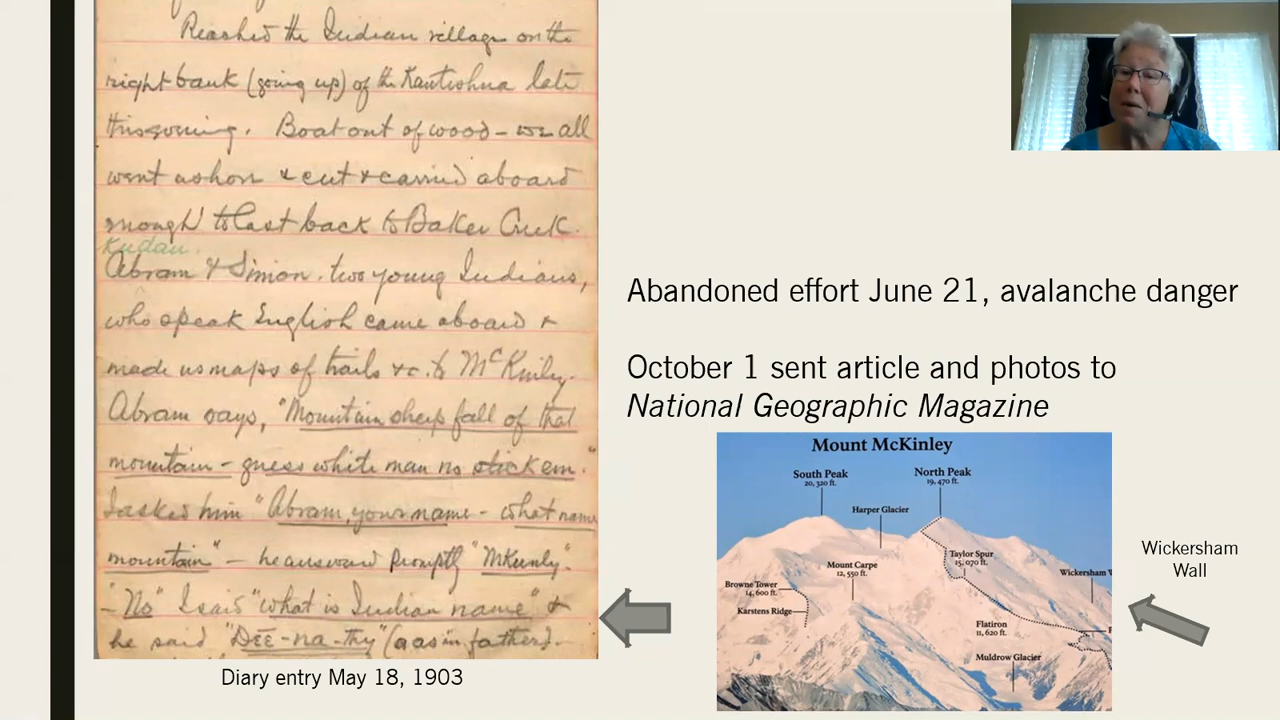 Reached the Indian village on the
right bank (going up) of the Kantishna late
this evening. Boat out of wood - we all
went ashore & cut & carried aboard
enough to last back to Baker Creek.
Kudan
Abram & Simon. two young Indians,
who speak English came aboard &
made us maps of trails &c. to McKinley.
Abram says, "Mountain sheep fall of that
mountain - guess white man no stick em."
I asked him "Abram, your name - what name
mountain" - he answered promptly "McKinly".
- "No" I said "what is Indian name" &
he said "DEE-na-thy" (a as in father).
Diary entry May 18, 1903
Abandoned effort June 21, avalanche danger
October 1 sent article and photos to
National Geographic Magazine
Mount McKinley
South Peak
20, 320 ft.
North Peak
19, 470 ft.
Harper Glacier
Taylor Spur
15, 070 ft.
Mount Carpe
12, 550 ft.
Wickersham W
Browne Tower
14, 600 ft.
Karstens Ridge
Flatiron
11, 620 ft.
Muldrow Glacier
Wickersham
Wall